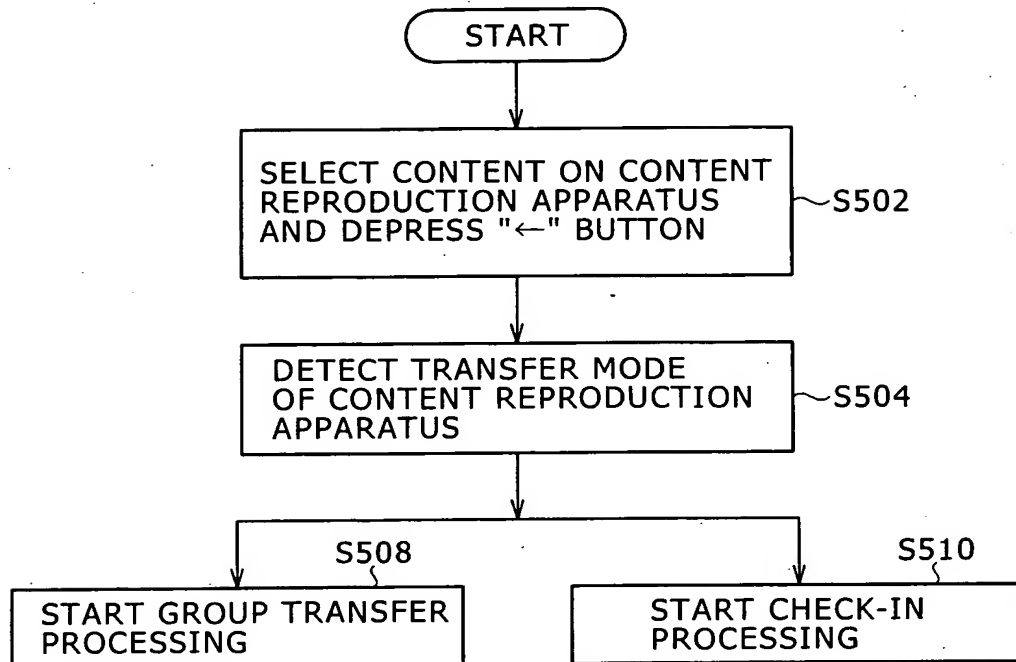 START
SELECT CONTENT ON CONTENT
REPRODUCTION APPARATUS
AND DEPRESS "←" BUTTON
S502
DETECT TRANSFER MODE
OF CONTENT REPRODUCTION
APPARATUS
S504
S508
START GROUP TRANSFER
PROCESSING
S510
START CHECK-IN
PROCESSING